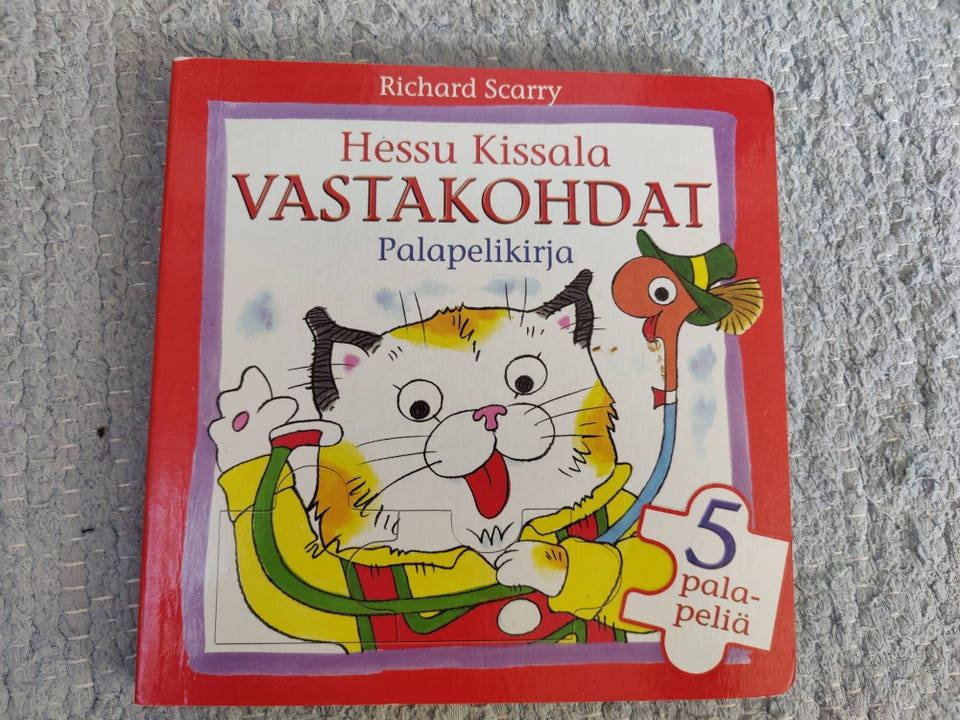 Richard Scarry
Hessu Kissala
VASTAKOHDAT
Palapelikirja
5
pala-
peliä